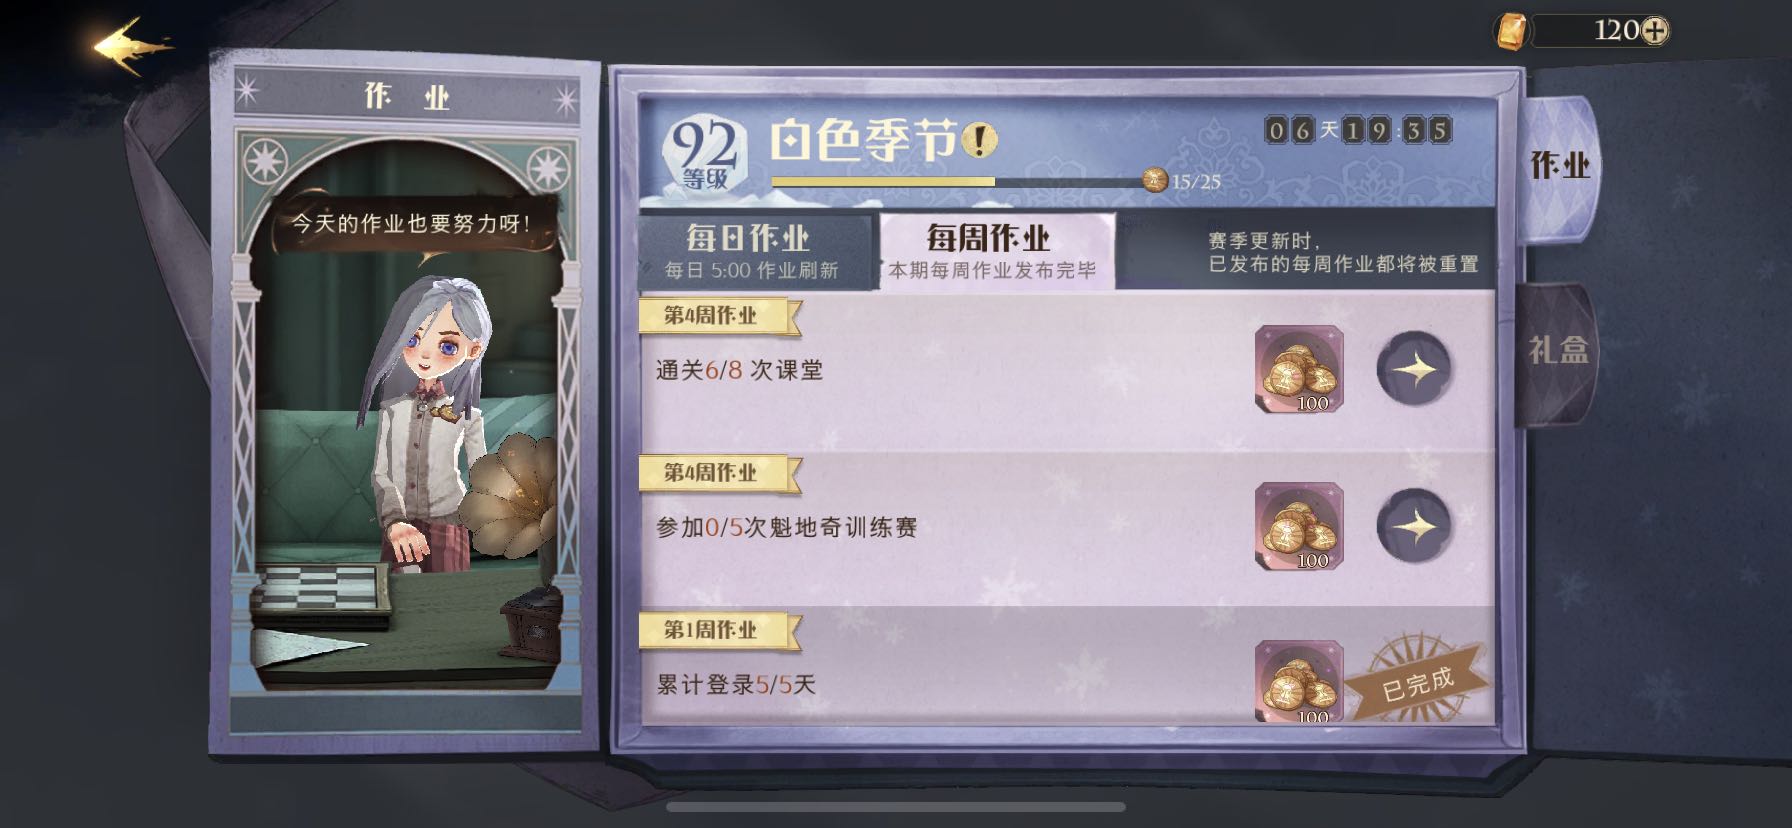 120
作 业
今天的作业也要努力呀!
92
等级
白色季节
15/25
06天19:35
每日作业
每日 5:00 作业刷新
每周作业
本期每周作业发布完毕
赛季更新时，
已发布的每周作业都将被重置
第4周作业
通关6/8 次课堂
100
第4周作业
参加0/5次魁地奇训练赛
100
第1周作业
累计登录5/5天
100
已完成
作业
礼盒